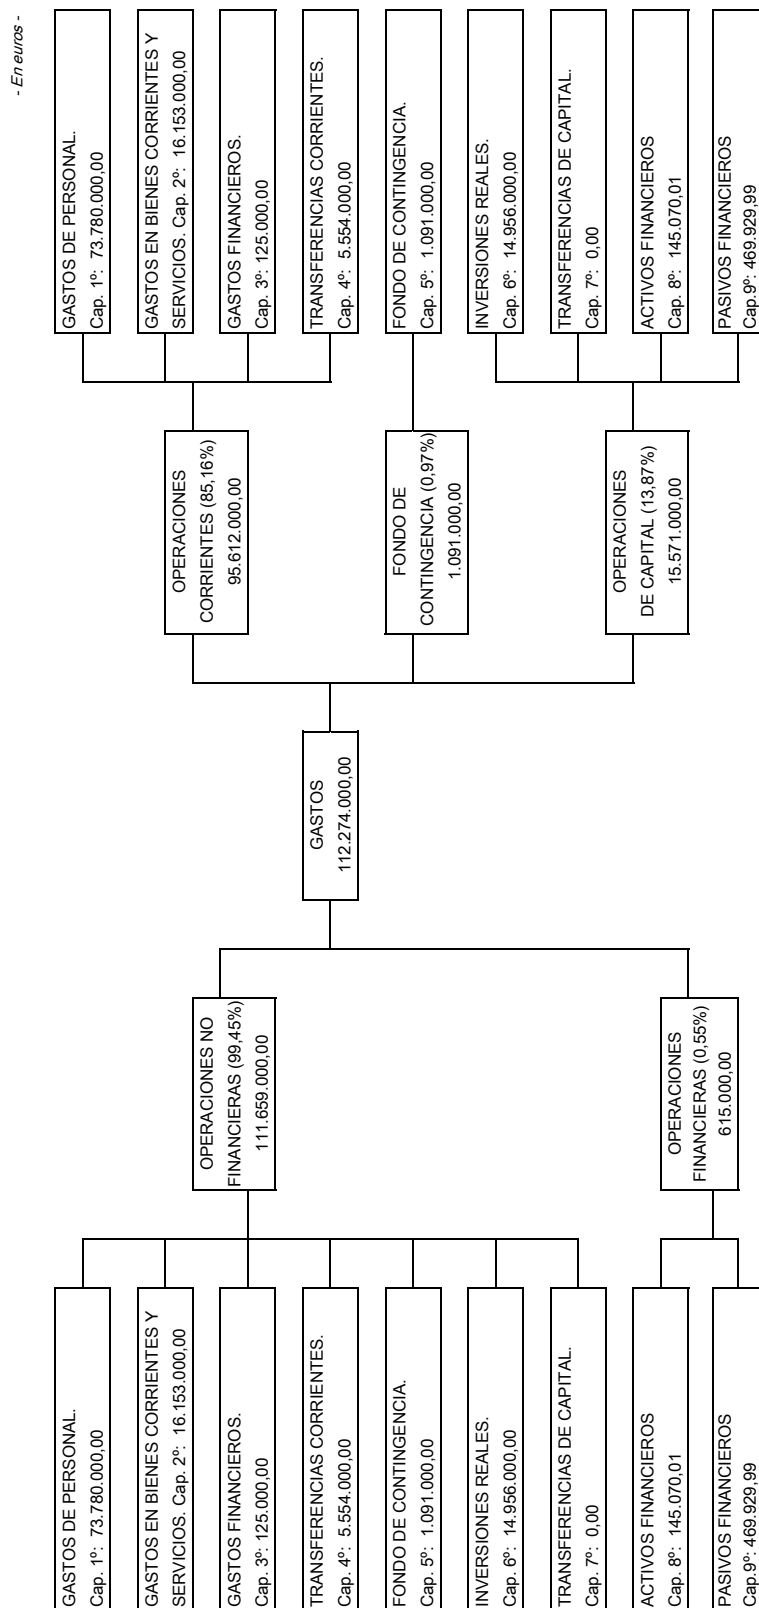 - En euros -
GASTOS DE PERSONAL.
Cap. 1º: 73.780.000,00
GASTOS EN BIENES CORRIENTES Y
SERVICIOS. Cap. 2º: 16.153.000,00
GASTOS FINANCIEROS.
Cap. 3º: 125.000,00
TRANSFERENCIAS CORRIENTES.
Cap. 4º: 5.554.000,00
FONDO DE CONTINGENCIA.
Cap. 5º: 1.091.000,00
INVERSIONES REALES.
Cap. 6º: 14.956.000,00
TRANSFERENCIAS DE CAPITAL.
Cap. 7º: 0,00
ACTIVOS FINANCIEROS
Cap. 8º: 145.070,01
PASIVOS FINANCIEROS
Cap.9º: 469.929,99
OPERACIONES NO
FINANCIERAS (99,45%)
111.659.000,00
OPERACIONES
FINANCIERAS (0,55%)
615.000,00
GASTOS
112.274.000,00
OPERACIONES
CORRIENTES (85,16%)
95.612.000,00
FONDO DE
CONTINGENCIA (0,97%)
1.091.000,00
OPERACIONES
DE CAPITAL (13,87%)
15.571.000,00
GASTOS DE PERSONAL.
Cap. 1º: 73.780.000,00
GASTOS EN BIENES CORRIENTES Y
SERVICIOS. Cap. 2º: 16.153.000,00
GASTOS FINANCIEROS.
Cap. 3º: 125.000,00
TRANSFERENCIAS CORRIENTES.
Cap. 4º: 5.554.000,00
FONDO DE CONTINGENCIA.
Cap. 5º: 1.091.000,00
INVERSIONES REALES.
Cap. 6º: 14.956.000,00
TRANSFERENCIAS DE CAPITAL.
Cap. 7º: 0,00
ACTIVOS FINANCIEROS
Cap. 8º: 145.070,01
PASIVOS FINANCIEROS
Cap.9º: 469.929,99